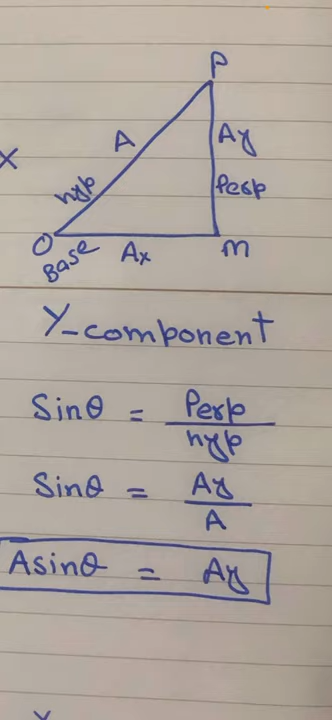 P
x
A
Ay
hyp
Perp
O
M
Base
Ax
Y-component
Sinθ = Perp / hyp
Sinθ = Ay / A
Asinθ = Ay